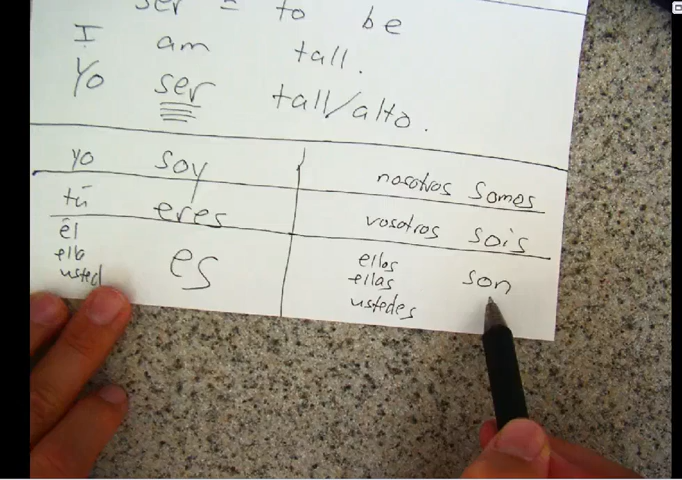 ser = to be
I am tall.
Yo ser tall/alto.
yo soy
tú eres
él
ella
usted
es
nosotros somos
vosotros sois
ellos
ellas
ustedes
son